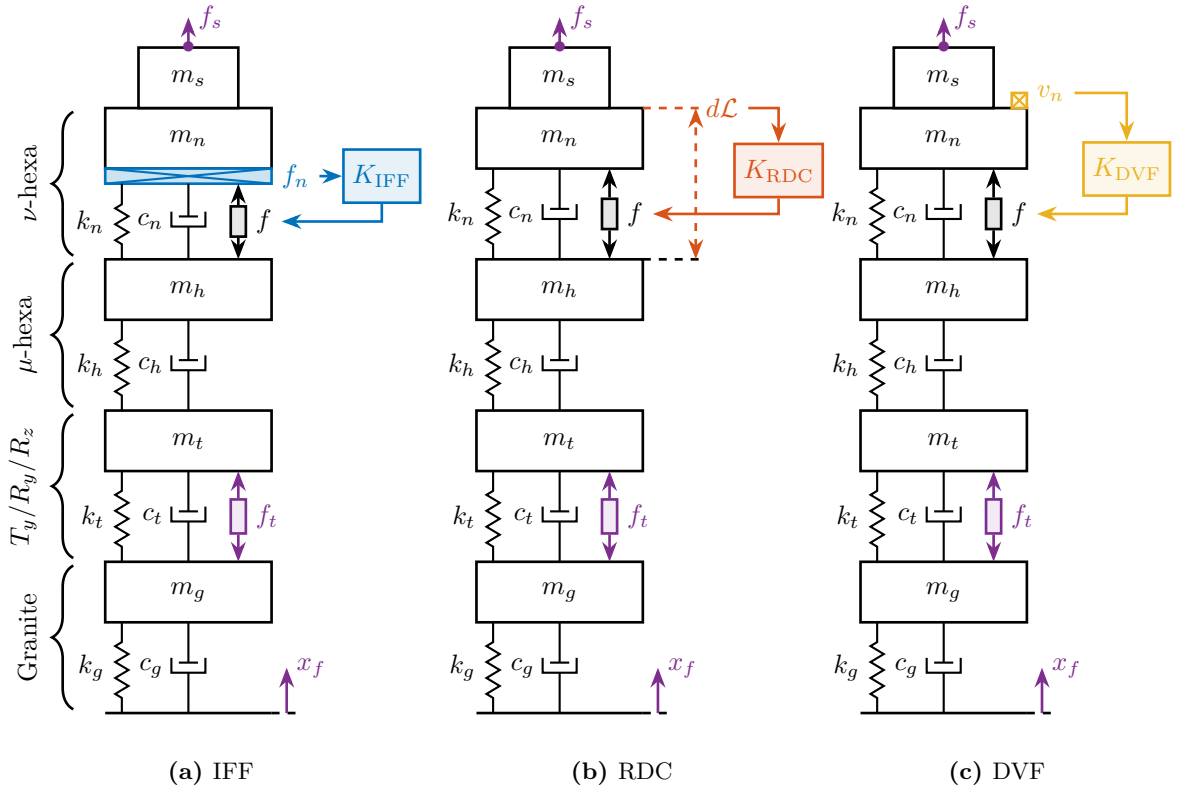 f_s f_s f_s
m_s m_s m_s
dℒ v_n
ν-hexa m_n m_n m_n
f_n K_IFF K_RDC K_DVF
k_n c_n f k_n c_n f k_n c_n f
μ-hexa m_h m_h m_h
k_h c_h k_h c_h k_h c_h
T_y/R_y/R_z m_t m_t m_t
k_t c_t f_t k_t c_t f_t k_t c_t f_t
Granite m_g m_g m_g
k_g c_g x_f k_g c_g x_f k_g c_g x_f
(a) IFF (b) RDC (c) DVF